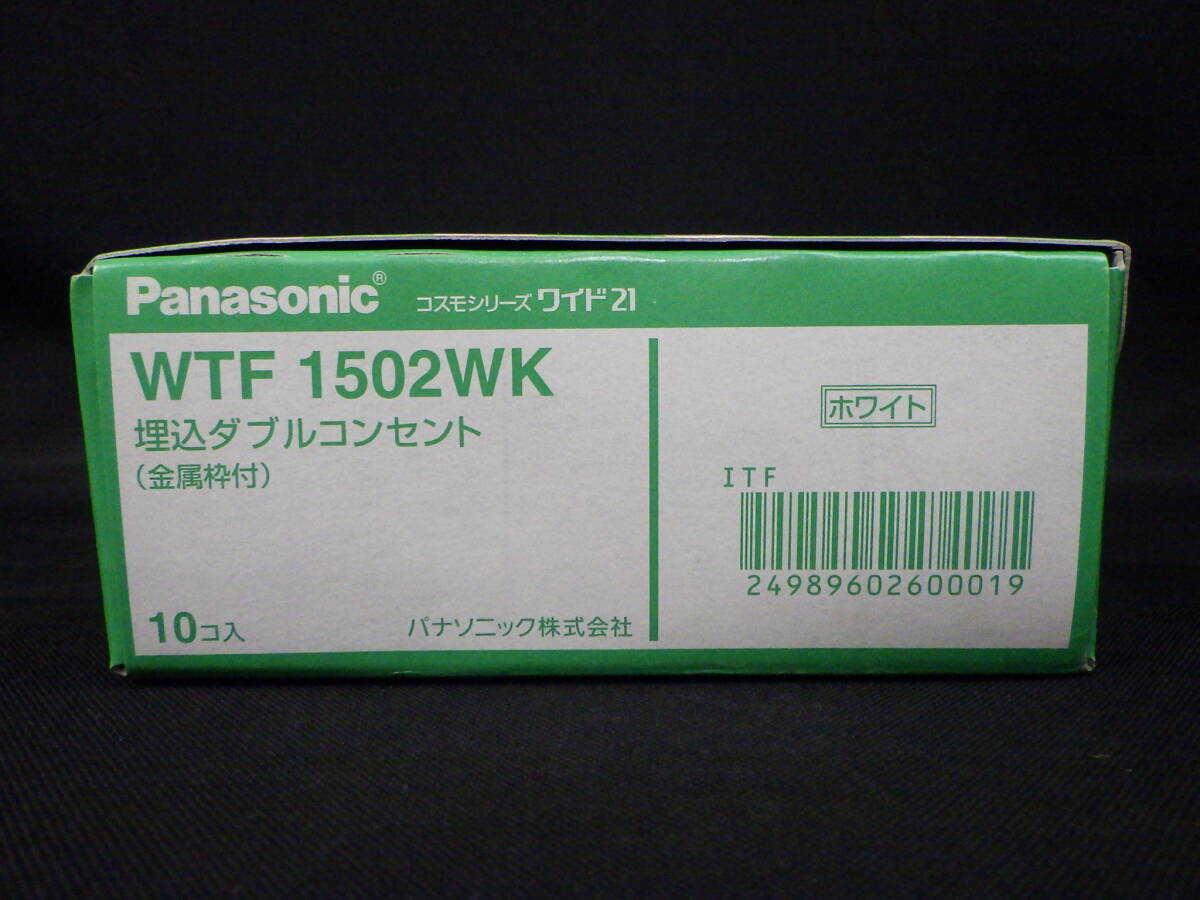 Panasonic® コスモシリーズ ワイド21
WTF 1502WK
埋込ダブルコンセント
(金属枠付)
10コ入
パナソニック株式会社
ホワイト
ITF
24989602600019